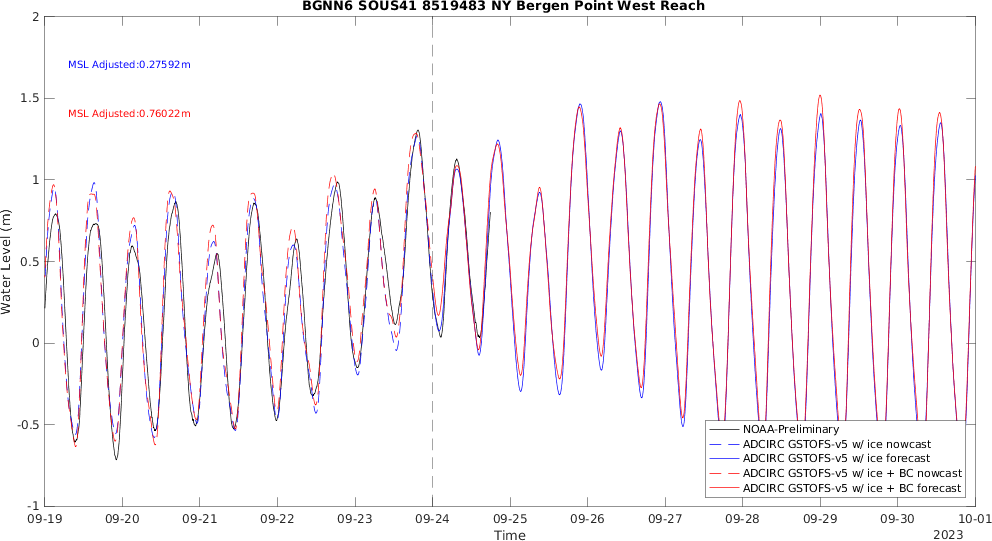 BGNN6 SOUS41 8519483 NY Bergen Point West Reach
2
1.5
1
0.5
0
-0.5
-1
Water Level (m)
MSL Adjusted:0.27592m
MSL Adjusted:0.76022m
NOAA-Preliminary
ADCIRC GSTOFS-v5 w/ ice nowcast
ADCIRC GSTOFS-v5 w/ ice forecast
ADCIRC GSTOFS-v5 w/ ice + BC nowcast
ADCIRC GSTOFS-v5 w/ ice + BC forecast
09-19 09-20 09-21 09-22 09-23 09-24 09-25 09-26 09-27 09-28 09-29 09-30 10-01
Time
2023